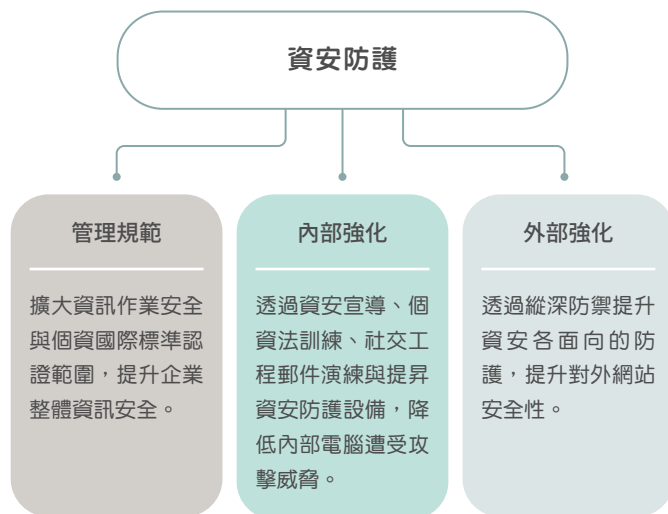 資安防護
管理規範
擴大資訊作業安全
與個資國際標準認
證範圍，提升企業
整體資訊安全。
內部強化
透過資安宣導、個
資法訓練、社交工
程郵件演練與提昇
資安防護設備，降
低內部電腦遭受攻
擊威脅。
外部強化
透過縱深防禦提升
資安各面向的防
護，提升對外網站
安全性。